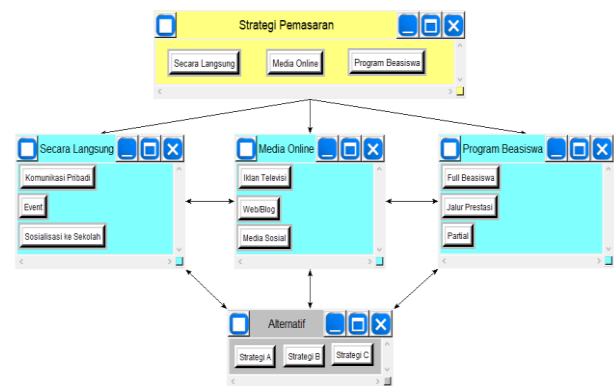 Strategi Pemasaran
Secara Langsung
Media Online
Program Beasiswa
Secara Langsung
Komunikasi Pribadi
Event
Sosialisasi ke Sekolah
Media Online
Iklan Televisi
Web/Blog
Media Sosial
Program Beasiswa
Full Beasiswa
Jalur Prestasi
Partial
Alternatif
Strategi A
Strategi B
Strategi C